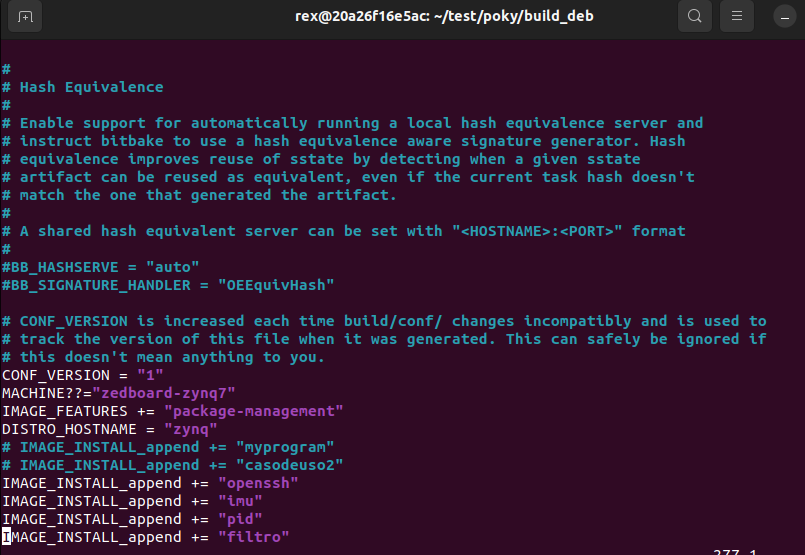 rex@20a26f16e5ac: ~/test/poky/build_deb
#
# Hash Equivalence
#
# Enable support for automatically running a local hash equivalence server and
# instruct bitbake to use a hash equivalence aware signature generator. Hash
# equivalence improves reuse of sstate by detecting when a given sstate
# artifact can be reused as equivalent, even if the current task hash doesn't
# match the one that generated the artifact.
#
# A shared hash equivalent server can be set with "<HOSTNAME>:<PORT>" format
#
#BB_HASHSERVE = "auto"
#BB_SIGNATURE_HANDLER = "OEEquivHash"
# CONF_VERSION is increased each time build/conf/ changes incompatibly and is used to
# track the version of this file when it was generated. This can safely be ignored if
# this doesn't mean anything to you.
CONF_VERSION = "1"
MACHINE??="zedboard-zynq7"
IMAGE_FEATURES += "package-management"
DISTRO_HOSTNAME = "zynq"
# IMAGE_INSTALL_append += "myprogram"
# IMAGE_INSTALL_append += "casodeuso2"
IMAGE_INSTALL_append += "openssh"
IMAGE_INSTALL_append += "imu"
IMAGE_INSTALL_append += "pid"
IMAGE_INSTALL_append += "filtro"